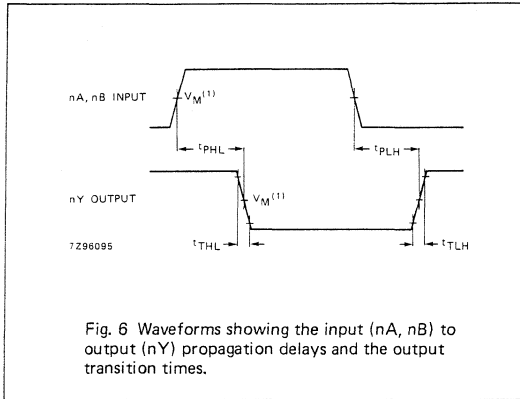 nA, nB INPUT
VM(1)
tPHL
tPLH
nY OUTPUT
VM(1)
7Z96095
tTHL
tTLH
Fig. 6 Waveforms showing the input (nA, nB) to
output (nY) propagation delays and the output
transition times.